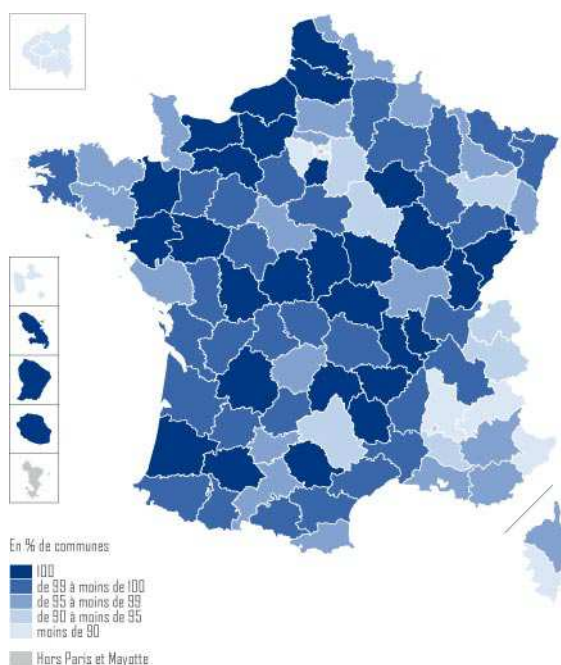 En % de communes
100
de 99 à moins de 100
de 95 à moins de 99
de 90 à moins de 95
moins de 90
Hors Paris et Mayotte